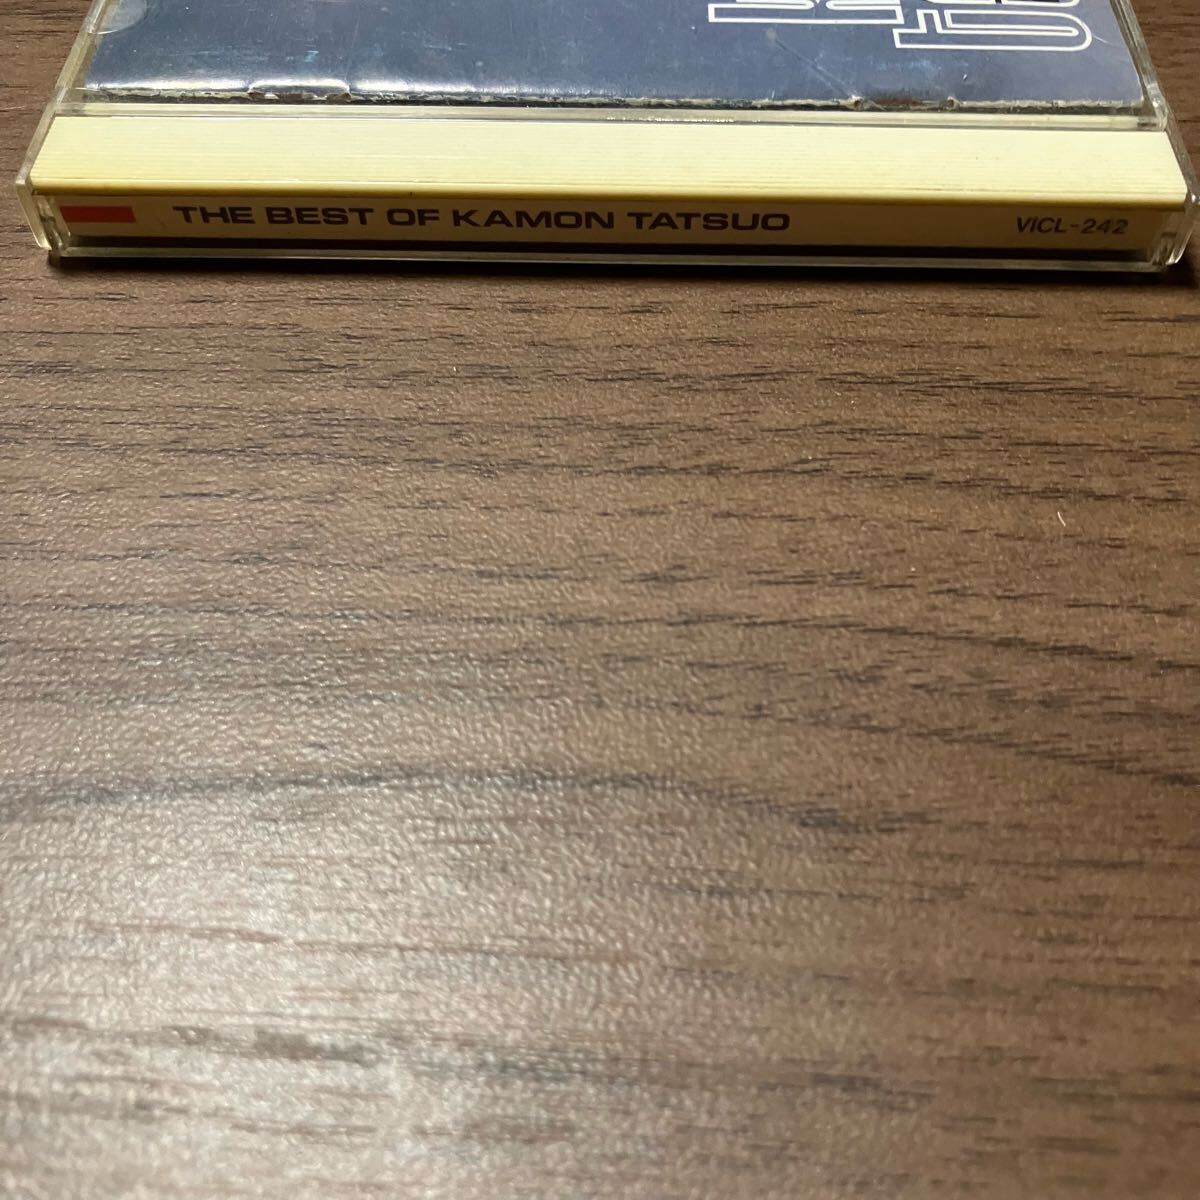 THE BEST OF KAMON TATSUO
VICL-242